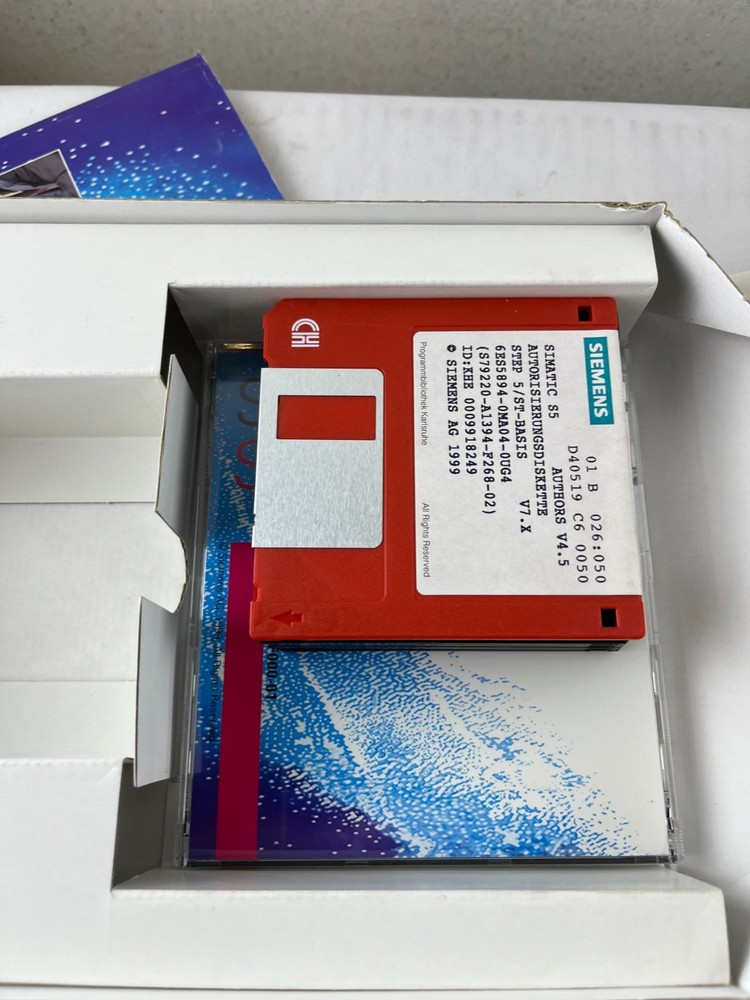 SIEMENS
01 B 026:050
D40519 C6 0050
AUTHORS V4.5
SIMATIC S5
AUTORISIERUNGSDISKETTE
STEP 5/ST-BASIS V7.X
6ES5894-0MA04-0UG4
(S79220-A1394-F268-02)
ID:KHE 0009918249
© SIEMENS AG 1999
Programmbibliothek Karlsruhe All Rights Reserved